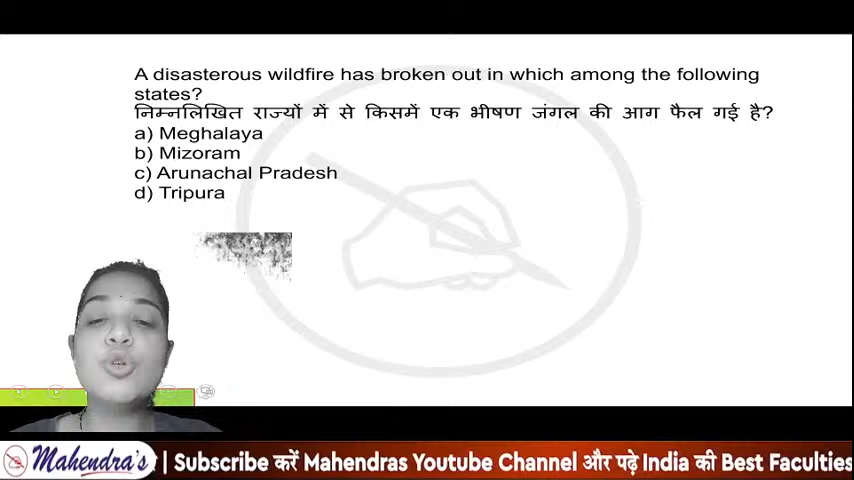 A disasterous wildfire has broken out in which among the following
states?
निम्नलिखित राज्यों में से किसमें एक भीषण जंगल की आग फैल गई है?
a) Meghalaya
b) Mizoram
c) Arunachal Pradesh
d) Tripura
Mahendra's | Subscribe करें Mahendras Youtube Channel और पढ़े India की Best Faculties